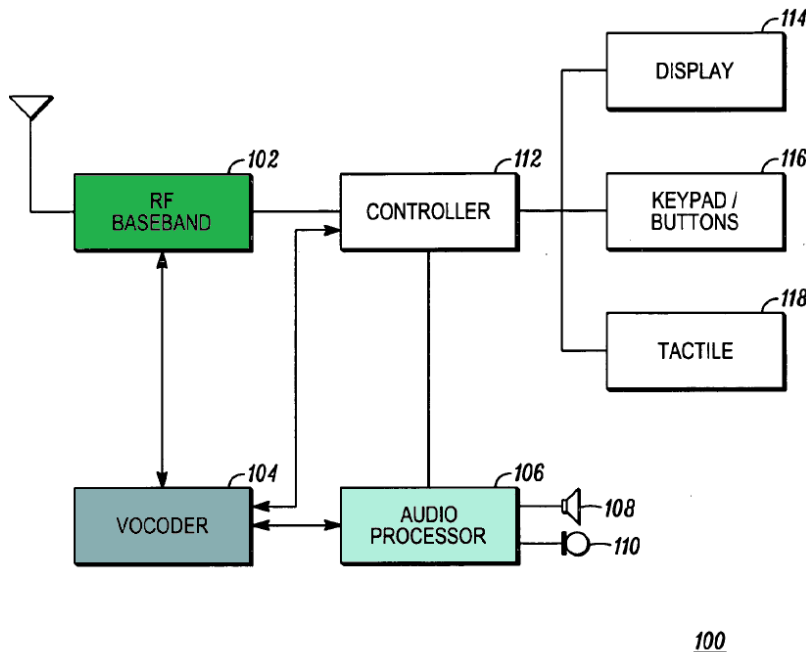 114
DISPLAY
102
RF
BASEBAND
112
CONTROLLER
116
KEYPAD /
BUTTONS
118
TACTILE
104
VOCODER
106
AUDIO
PROCESSOR
108
110
100